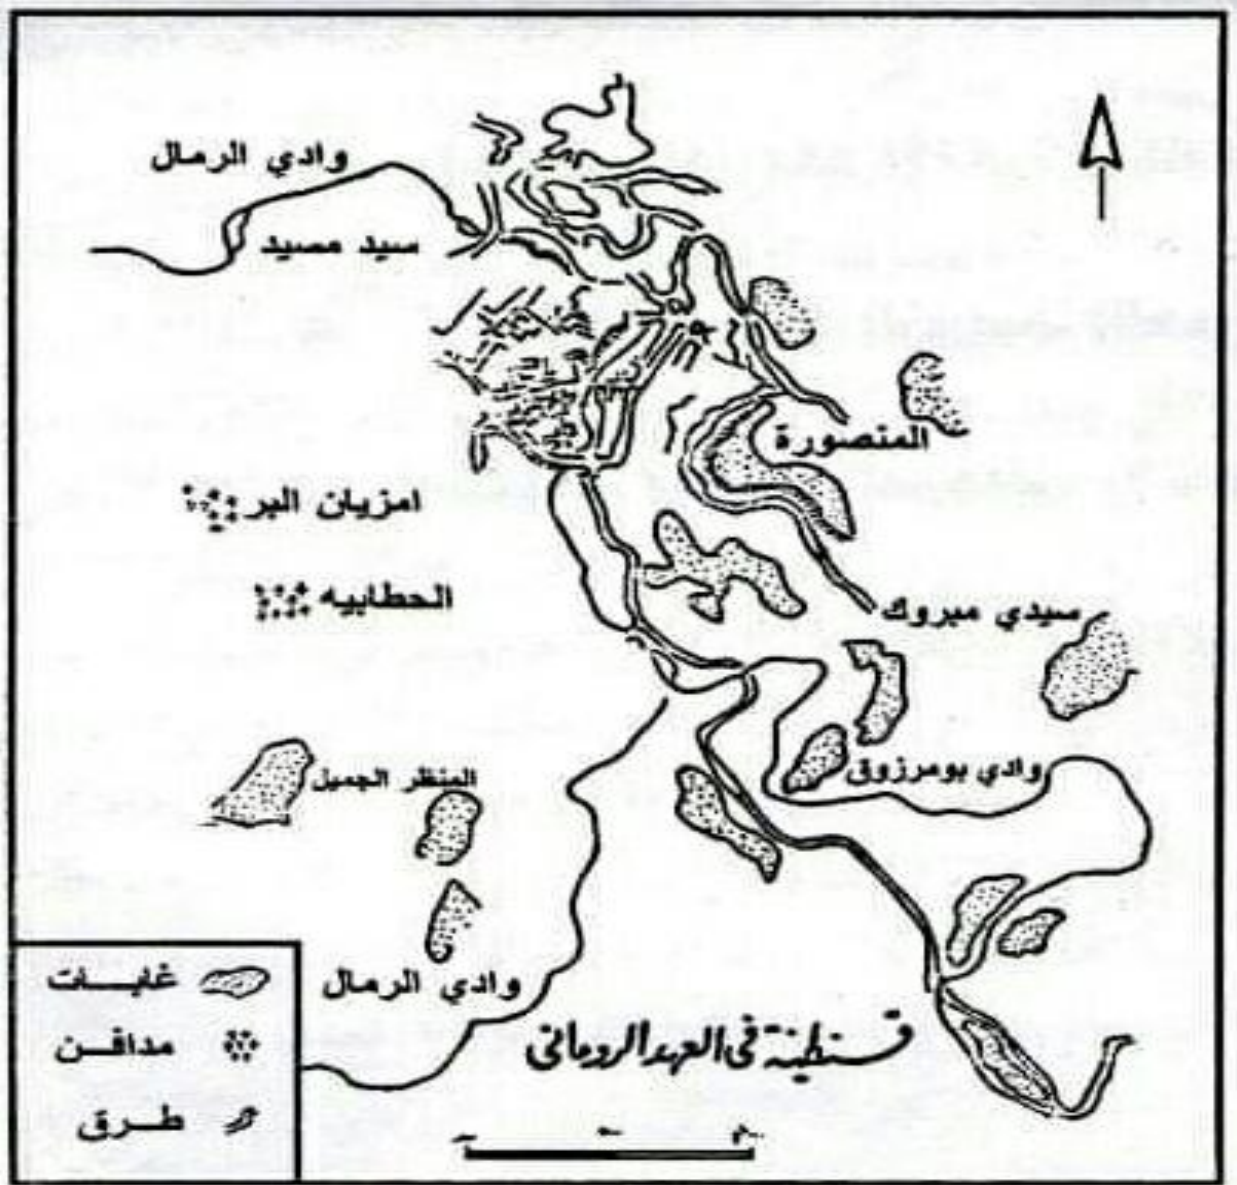 وادي الرمال
سيد مسيد
المنصورة
امزيان البر
الحطابيه
سيدي مبروك
المنظر الجميل
وادي بومرزوق
وادي الرمال
قسنطينة في العهد الروماني
غابات
مدافن
طرق